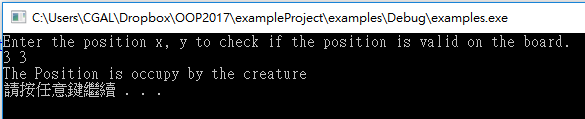 C:\Users\CGAL\Dropbox\OOP2017\exampleProject\examples\Debug\examples.exe
Enter the position x, y to check if the position is valid on the board.
3 3
The Position is occupy by the creature
請按任意鍵繼續 . . .